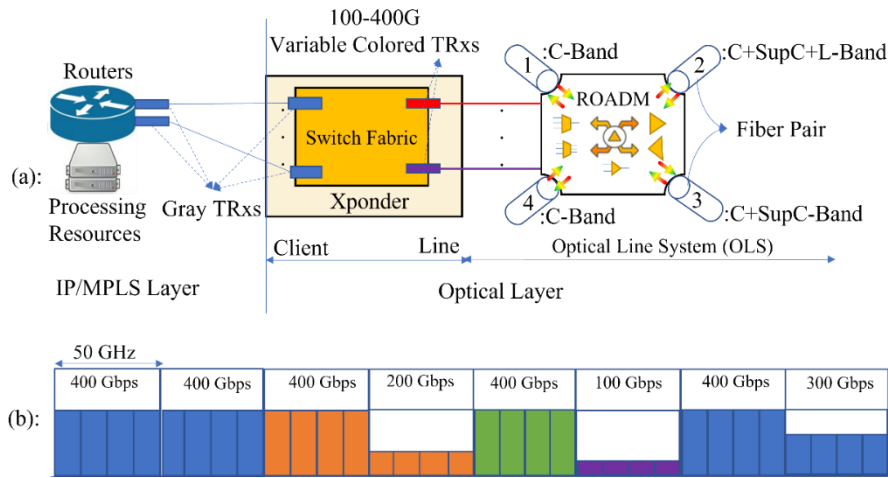 100-400G
Variable Colored TRxs
Routers
Switch Fabric
Xponder
(a):
Processing
Resources
Gray TRxs
Client
Line
IP/MPLS Layer
Optical Layer
Optical Line System (OLS)
1
:C-Band
2
:C+SupC+L-Band
ROADM
Fiber Pair
4
:C-Band
3
:C+SupC-Band
50 GHz
400 Gbps
400 Gbps
400 Gbps
200 Gbps
400 Gbps
100 Gbps
400 Gbps
300 Gbps
(b):